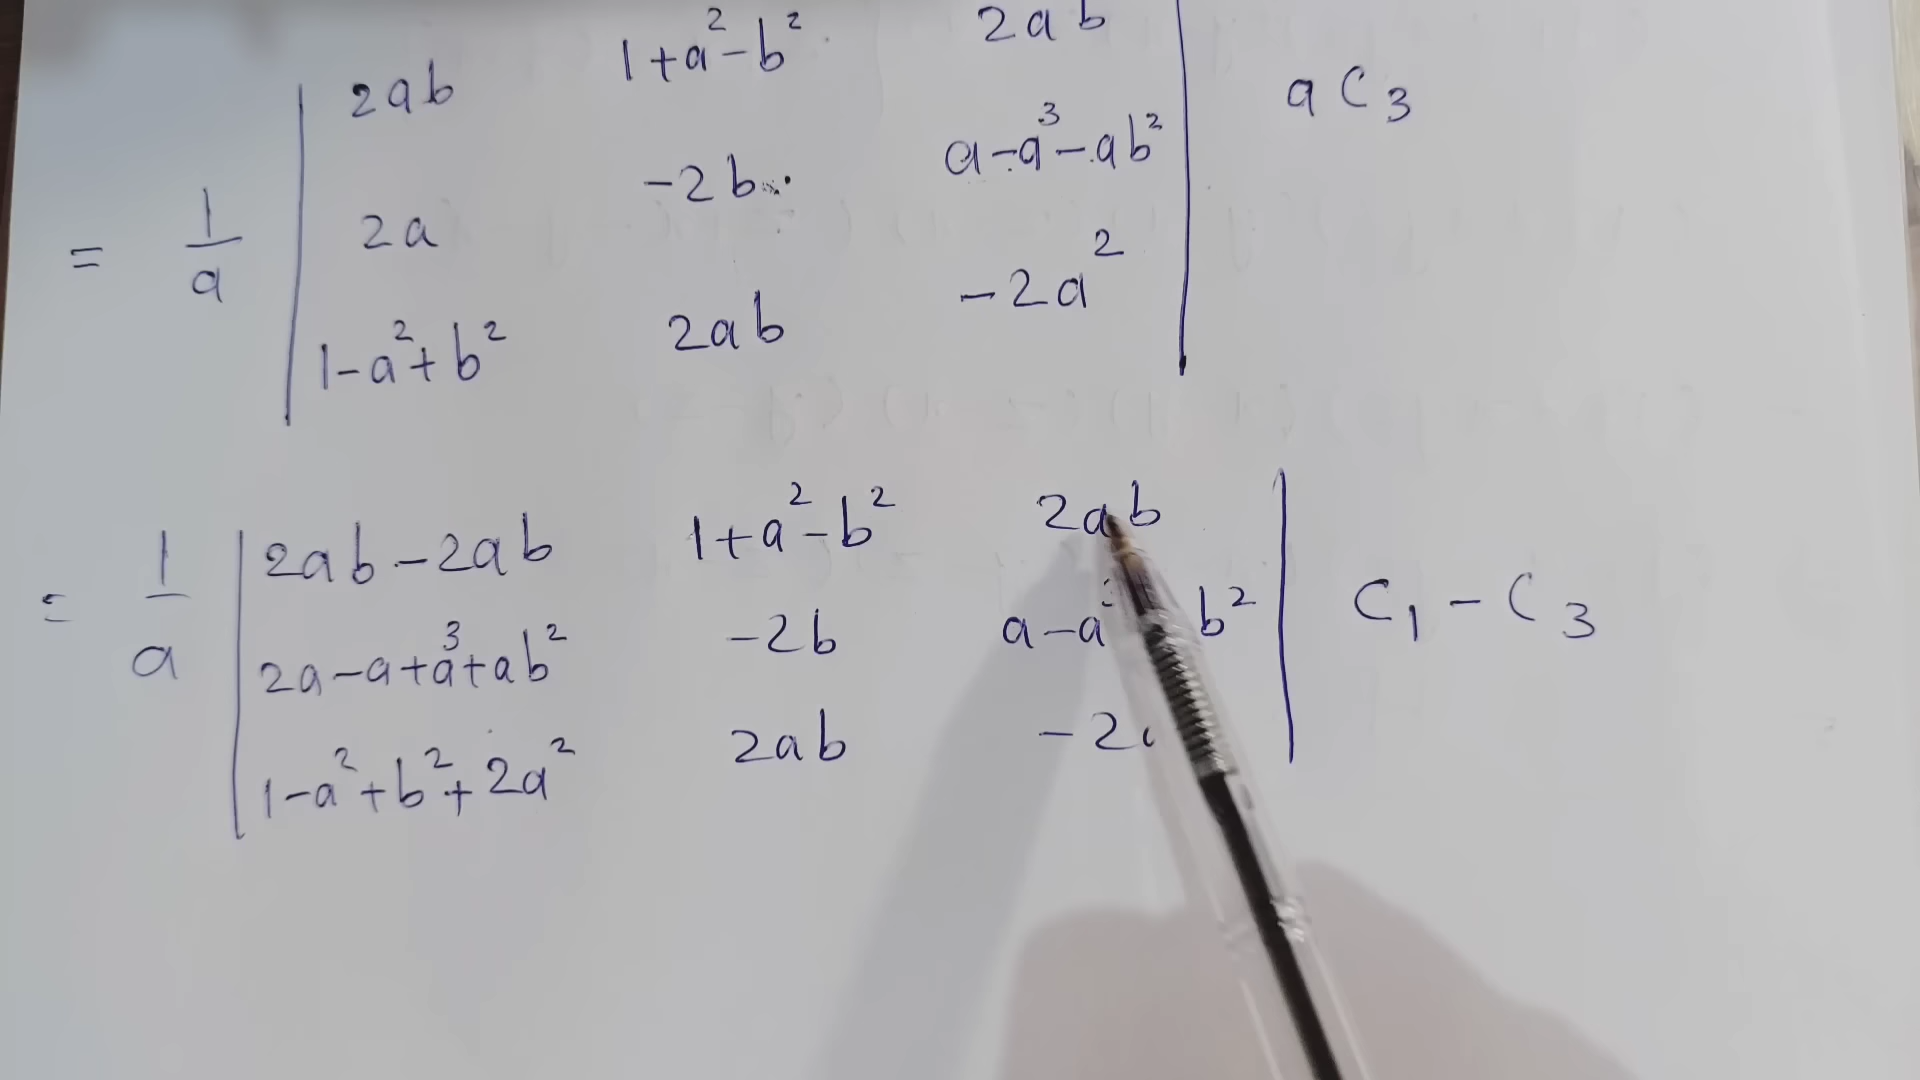 2ab 1+a²-b² 2ab
= 1/a | 2a -2b a-a³-ab² | aC₃
1-a²+b² 2ab -2a²
2ab-2ab 1+a²-b² 2ab
= 1/a | 2a-a+a³+ab² -2b a-a b² | C₁-C₃
1-a²+b²+2a² 2ab -2